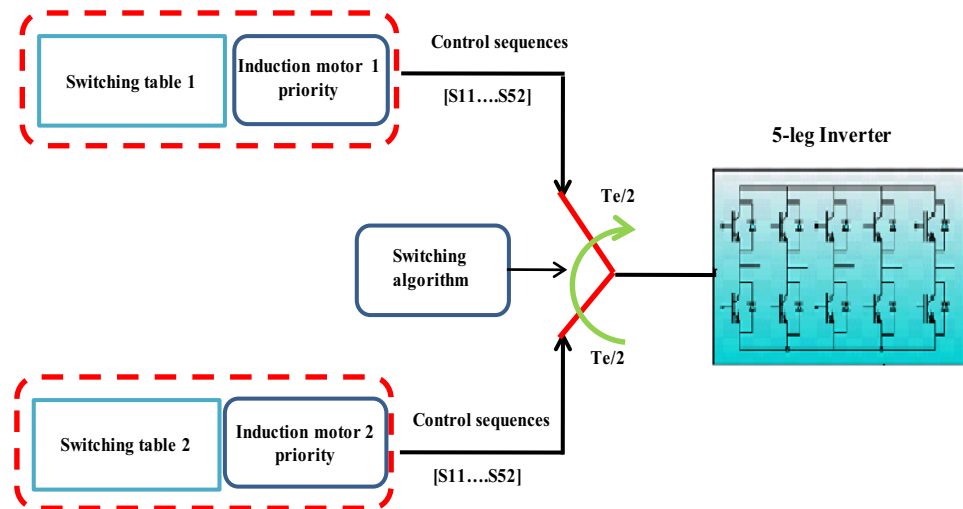 Switching table 1
Induction motor 1
priority
Control sequences
[S11....S52]
5-leg Inverter
Te/2
Switching
algorithm
Te/2
Switching table 2
Induction motor 2
priority
Control sequences
[S11....S52]